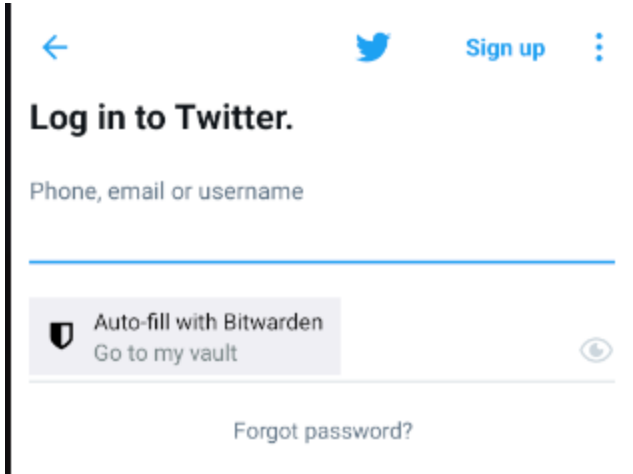 Sign up
Log in to Twitter.
Phone, email or username
Auto-fill with Bitwarden
Go to my vault
Forgot password?